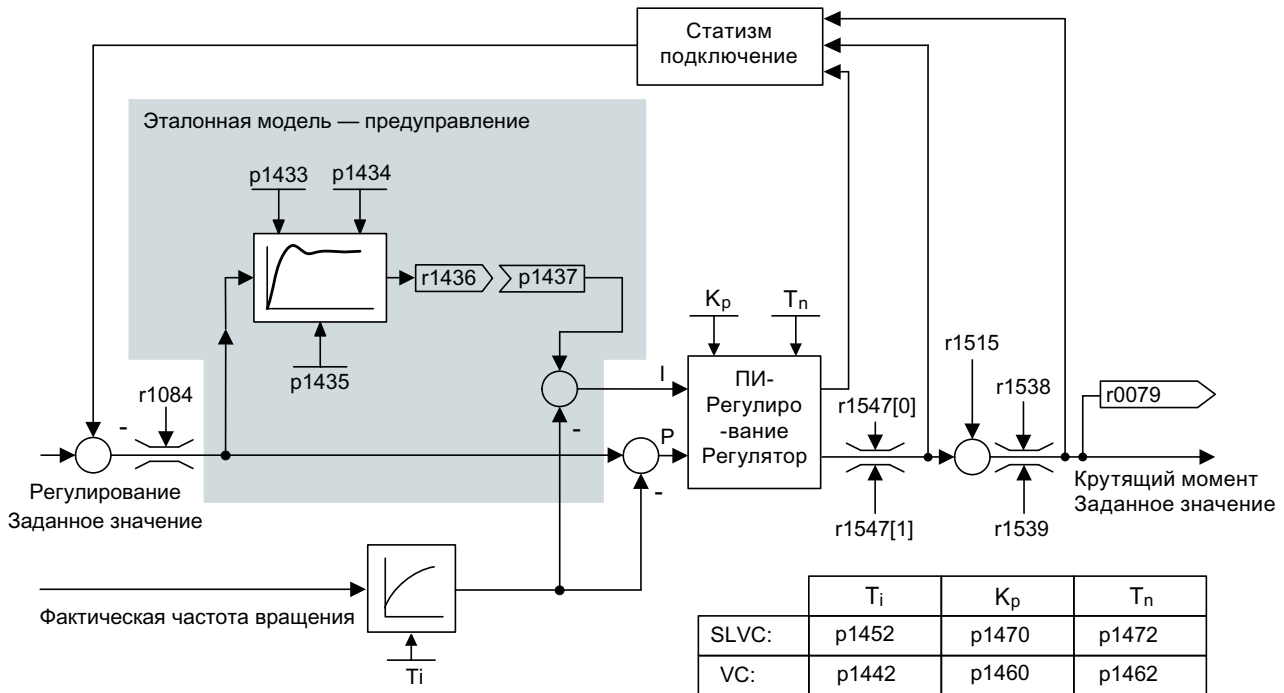 Статизм
подключение
Эталонная модель — предуправление
p1433
p1434
r1436
p1437
p1435
Kp
Tn
r1515
r1084
I
ПИ-
Регулиро
-вание
Регулятор
r1547[0]
r1538
r0079
-
-
P
-
Регулирование
Заданное значение
r1547[1]
r1539
Крутящий момент
Заданное значение
Фактическая частота вращения
Ti
Ti Kp Tn
SLVC: p1452 p1470 p1472
VC: p1442 p1460 p1462